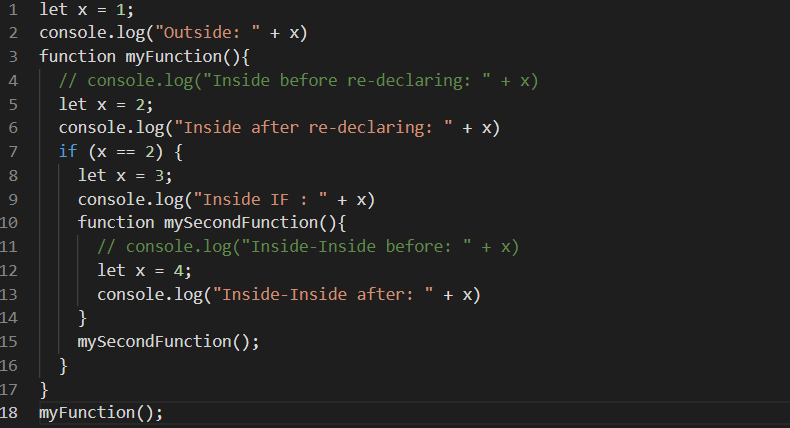 1 let x = 1;
2 console.log("Outside: " + x)
3 function myFunction(){
4 // console.log("Inside before re-declaring: " + x)
5 let x = 2;
6 console.log("Inside after re-declaring: " + x)
7 if (x == 2) {
8 let x = 3;
9 console.log("Inside IF : " + x)
10 function mySecondFunction(){
11 // console.log("Inside-Inside before: " + x)
12 let x = 4;
13 console.log("Inside-Inside after: " + x)
14 }
15 mySecondFunction();
16 }
17 }
18 myFunction();